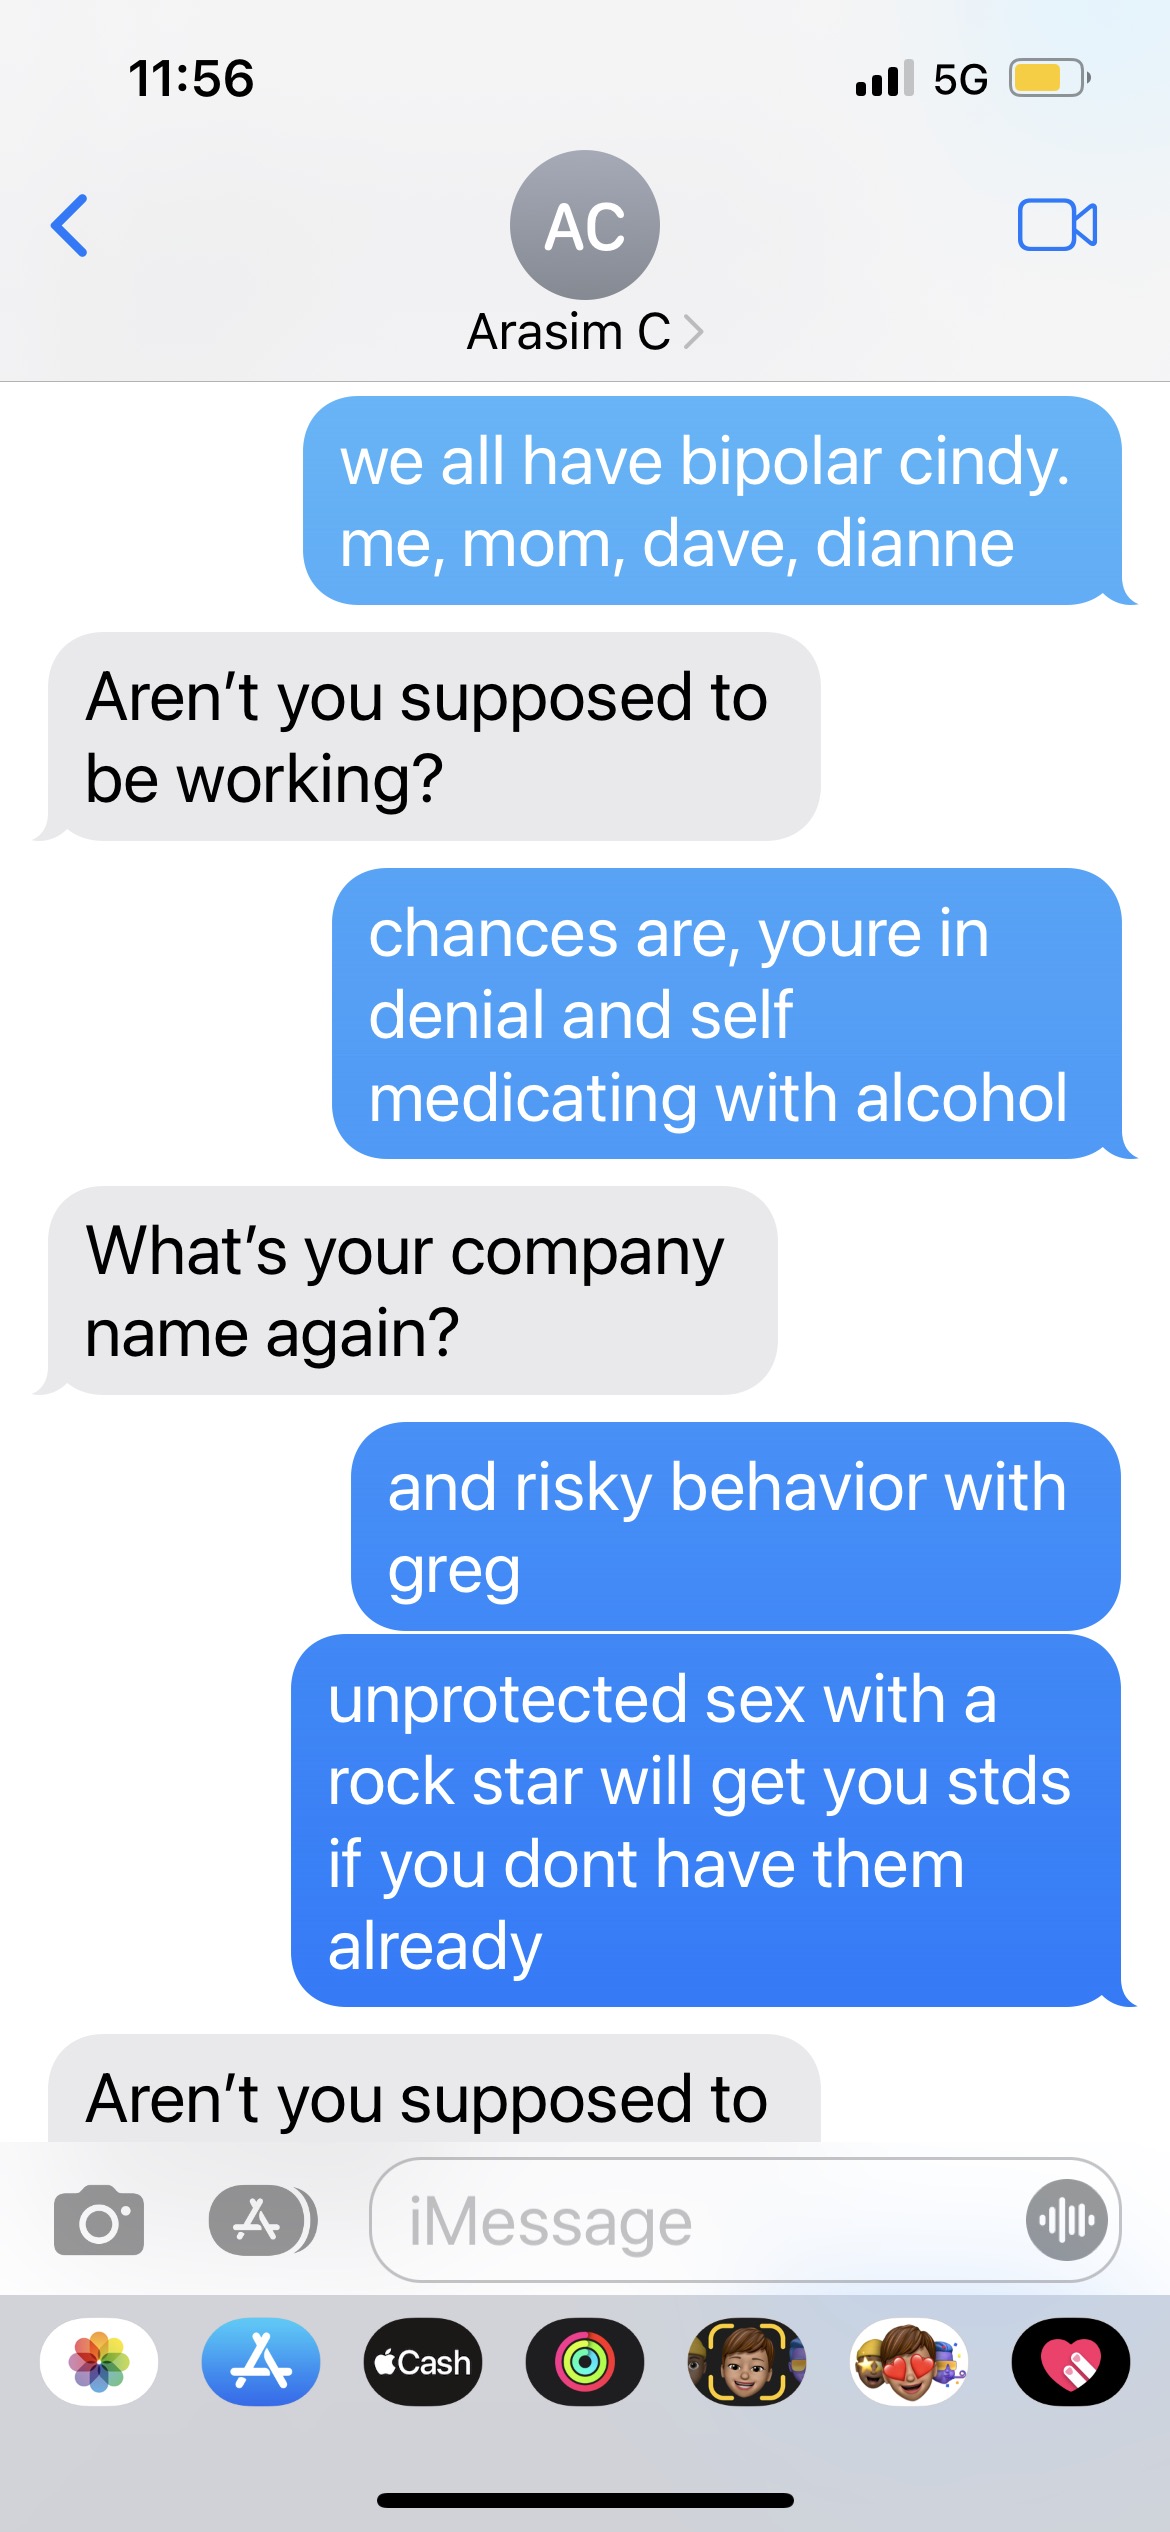 11:56
5G
AC
Arasim C
we all have bipolar cindy.
me, mom, dave, dianne
Aren’t you supposed to
be working?
chances are, youre in
denial and self
medicating with alcohol
What’s your company
name again?
and risky behavior with
greg
unprotected sex with a
rock star will get you stds
if you dont have them
already
Aren’t you supposed to
iMessage
Cash